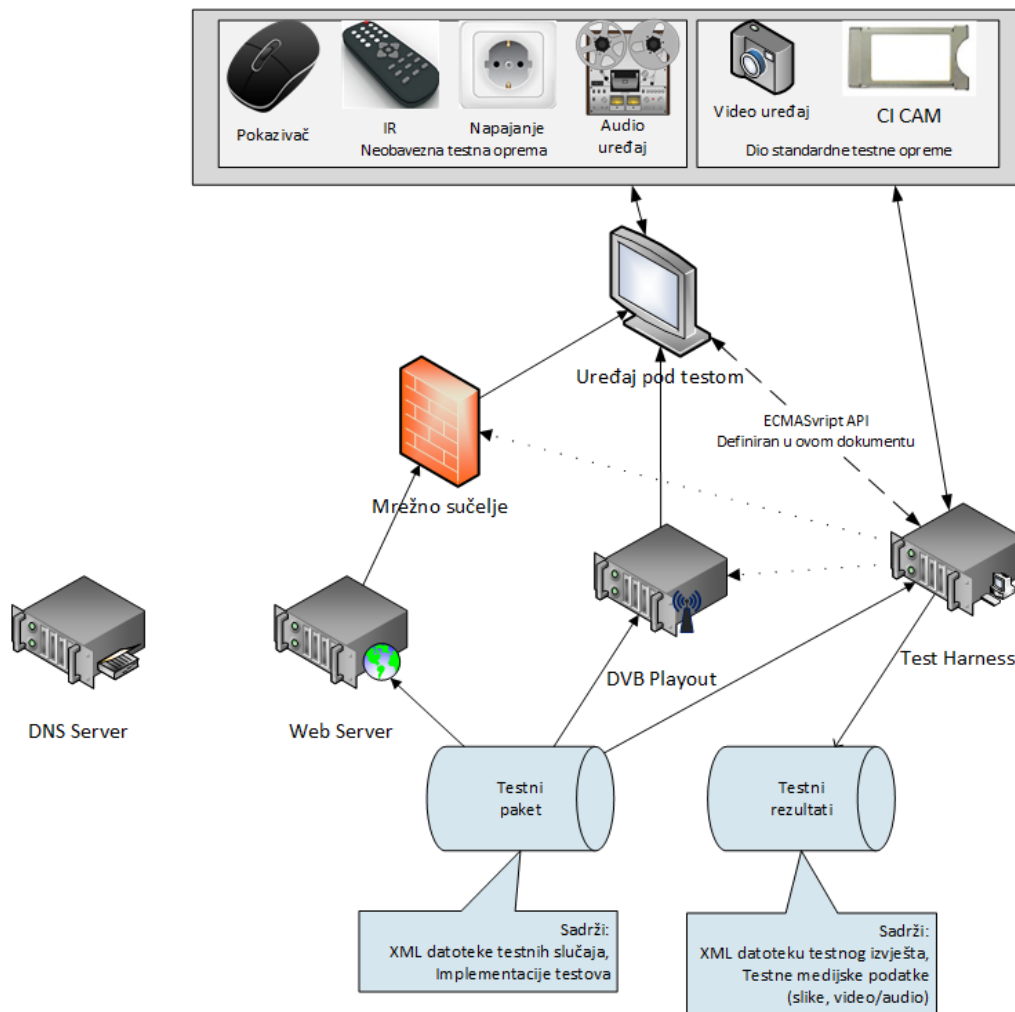 Pokazivač
IR
Napajanje
Audio
uređaj
Neobavezna testna oprema
Video uređaj
CI CAM
Dio standardne testne opreme
Uređaj pod testom
ECMASvript API
Definiran u ovom dokumentu
Mrežno sučelje
DNS Server
Web Server
DVB Playout
Test Harness
Testni
paket
Testni
rezultati
Sadrži:
XML datoteke testnih slučaja,
Implementacije testova
Sadrži:
XML datoteku testnog izvješta,
Testne medijske podatke
(slike, video/audio)